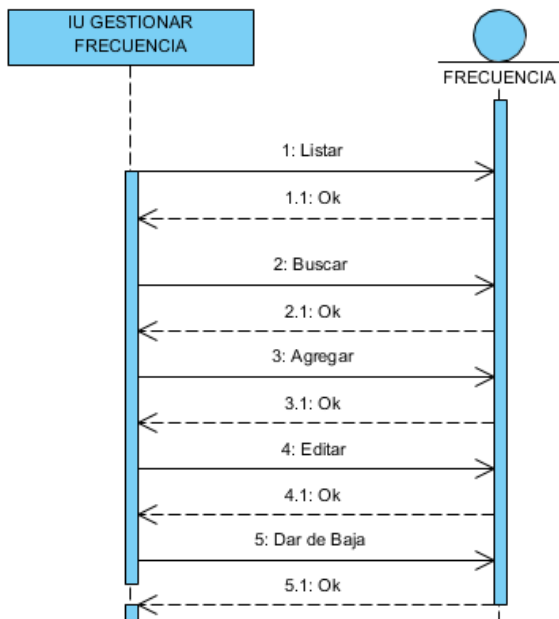 IU GESTIONAR
FRECUENCIA
FRECUENCIA
1: Listar
1.1: Ok
2: Buscar
2.1: Ok
3: Agregar
3.1: Ok
4: Editar
4.1: Ok
5: Dar de Baja
5.1: Ok